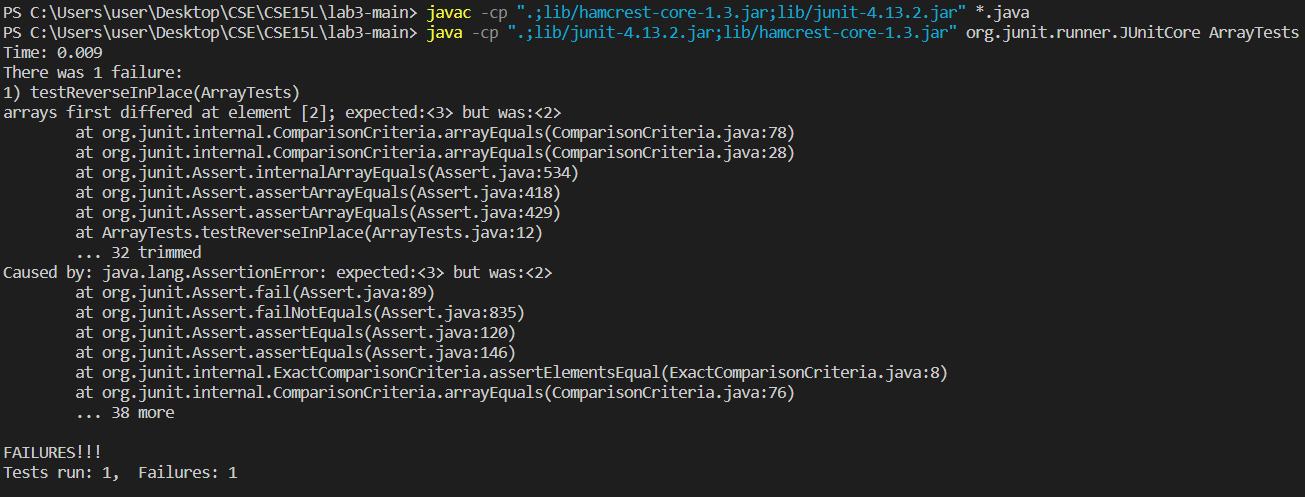 PS C:\Users\user\Desktop\CSE\CSE15L\lab3-main> javac -cp ".;lib/hamcrest-core-1.3.jar;lib/junit-4.13.2.jar" *.java
PS C:\Users\user\Desktop\CSE\CSE15L\lab3-main> java -cp ".;lib/junit-4.13.2.jar;lib/hamcrest-core-1.3.jar" org.junit.runner.JUnitCore ArrayTests
Time: 0.009
There was 1 failure:
1) testReverseInPlace(ArrayTests)
arrays first differed at element [2]; expected:<3> but was:<2>
        at org.junit.internal.ComparisonCriteria.arrayEquals(ComparisonCriteria.java:78)
        at org.junit.internal.ComparisonCriteria.arrayEquals(ComparisonCriteria.java:28)
        at org.junit.Assert.internalArrayEquals(Assert.java:534)
        at org.junit.Assert.assertArrayEquals(Assert.java:418)
        at org.junit.Assert.assertArrayEquals(Assert.java:429)
        at ArrayTests.testReverseInPlace(ArrayTests.java:12)
        ... 32 trimmed
Caused by: java.lang.AssertionError: expected:<3> but was:<2>
        at org.junit.Assert.fail(Assert.java:89)
        at org.junit.Assert.failNotEquals(Assert.java:835)
        at org.junit.Assert.assertEquals(Assert.java:120)
        at org.junit.Assert.assertEquals(Assert.java:146)
        at org.junit.internal.ExactComparisonCriteria.assertElementsEqual(ExactComparisonCriteria.java:8)
        at org.junit.internal.ComparisonCriteria.arrayEquals(ComparisonCriteria.java:76)
        ... 38 more

FAILURES!!!
Tests run: 1,  Failures: 1